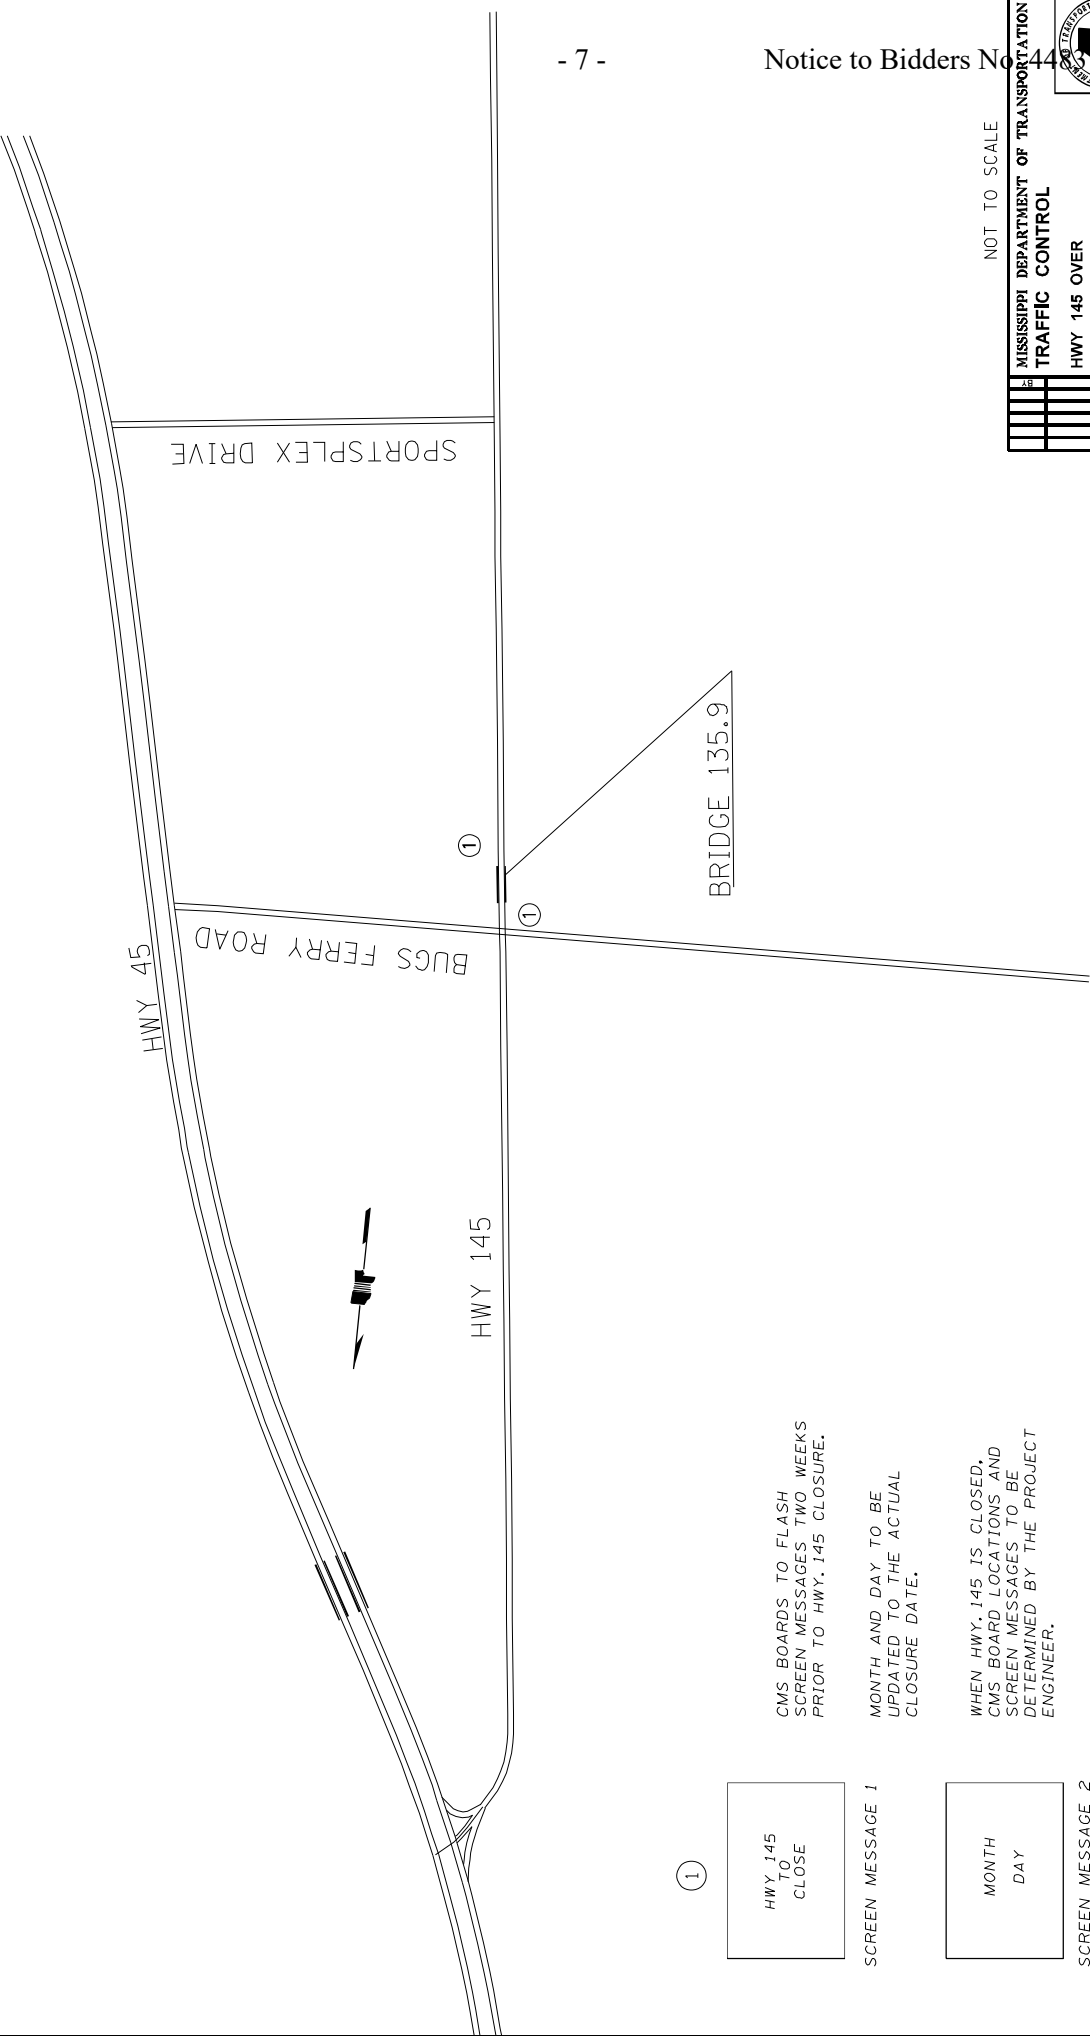 - 7 -
Notice to Bidders No. 4483
NOT TO SCALE
MISSISSIPPI DEPARTMENT OF TRANSPORTATION
TRAFFIC CONTROL
HWY 145 OVER
BY
SPORTSPLEX DRIVE
HWY 45
BUGS FERRY ROAD
1
1
BRIDGE 135.9
HWY 145
CMS BOARDS TO FLASH
SCREEN MESSAGES TWO WEEKS
PRIOR TO HWY. 145 CLOSURE.
MONTH AND DAY TO BE
UPDATED TO THE ACTUAL
CLOSURE DATE.
WHEN HWY. 145 IS CLOSED,
CMS BOARD LOCATIONS AND
SCREEN MESSAGES TO BE
DETERMINED BY THE PROJECT
ENGINEER.
1
HWY 145
TO
CLOSE
SCREEN MESSAGE 1
MONTH
DAY
SCREEN MESSAGE 2